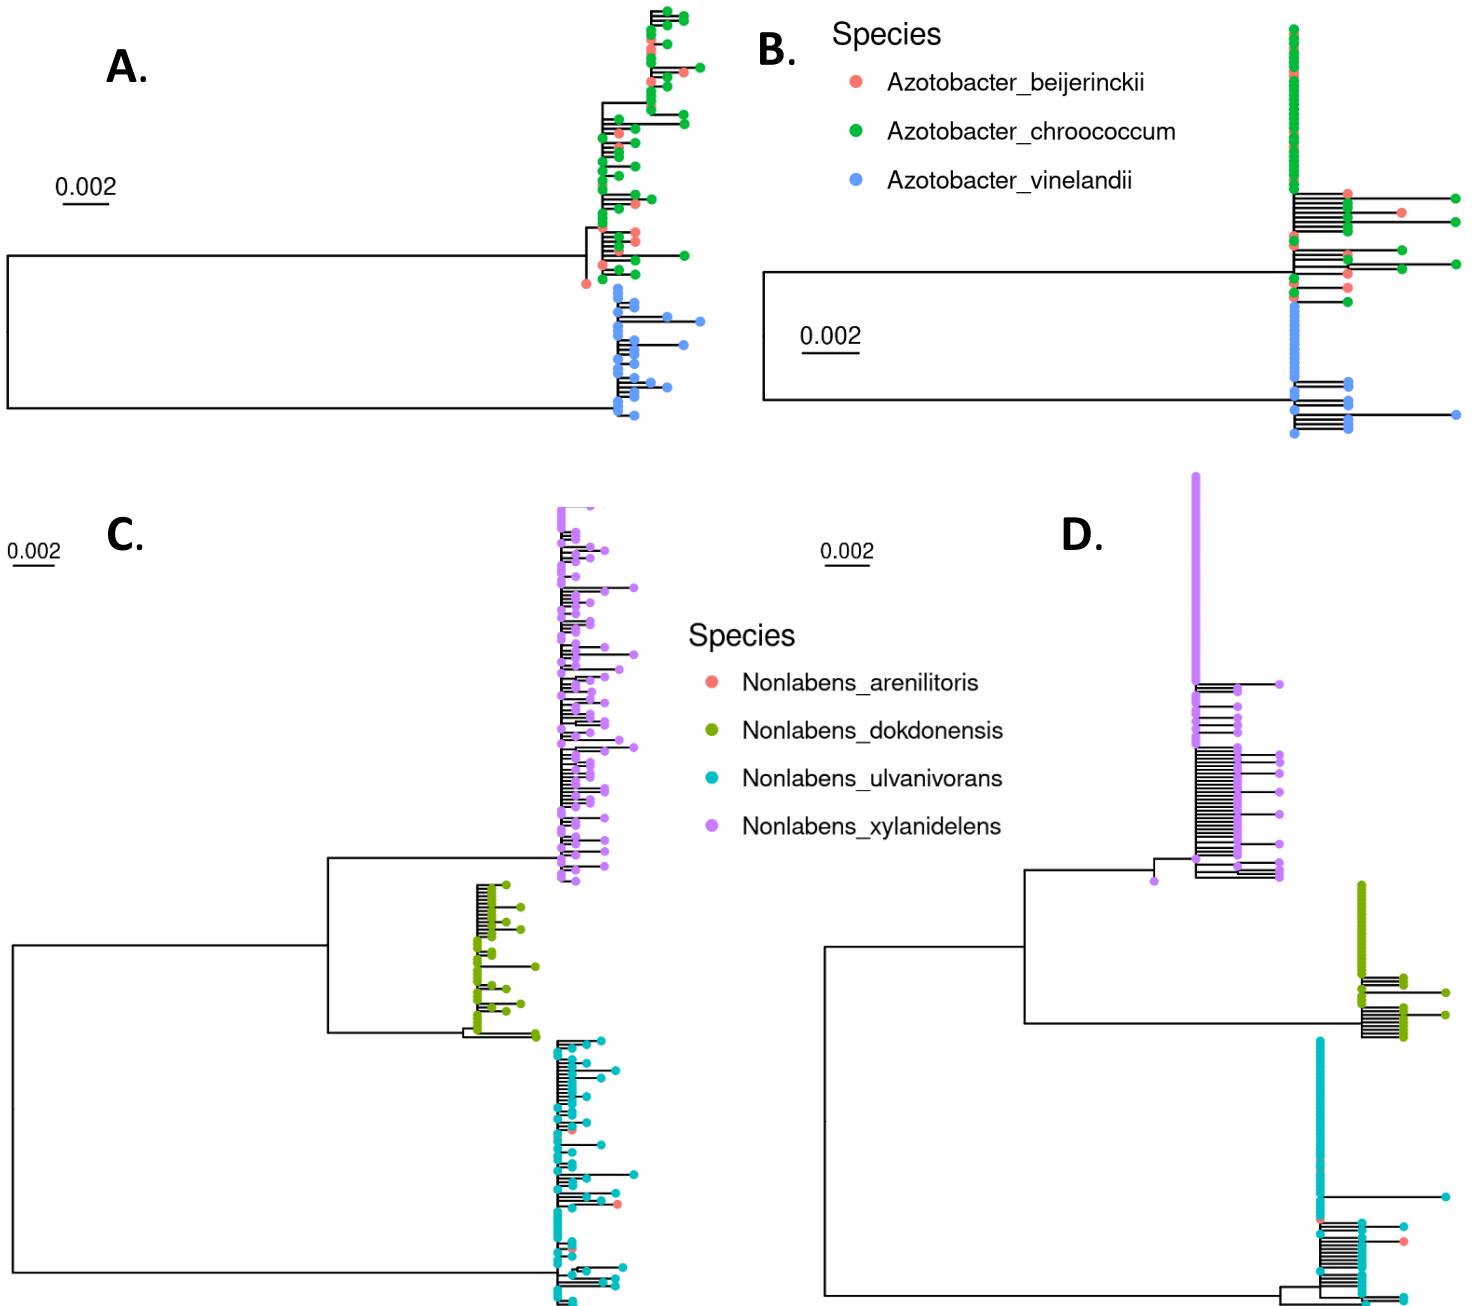 A.
0.002
B.
Species
Azotobacter_beijerinckii
Azotobacter_chroococcum
Azotobacter_vinelandii
0.002
C.
0.002
Species
Nonlabens_arenilitoris
Nonlabens_dokdonensis
Nonlabens_ulvanivorans
Nonlabens_xylanidelens
D.
0.002